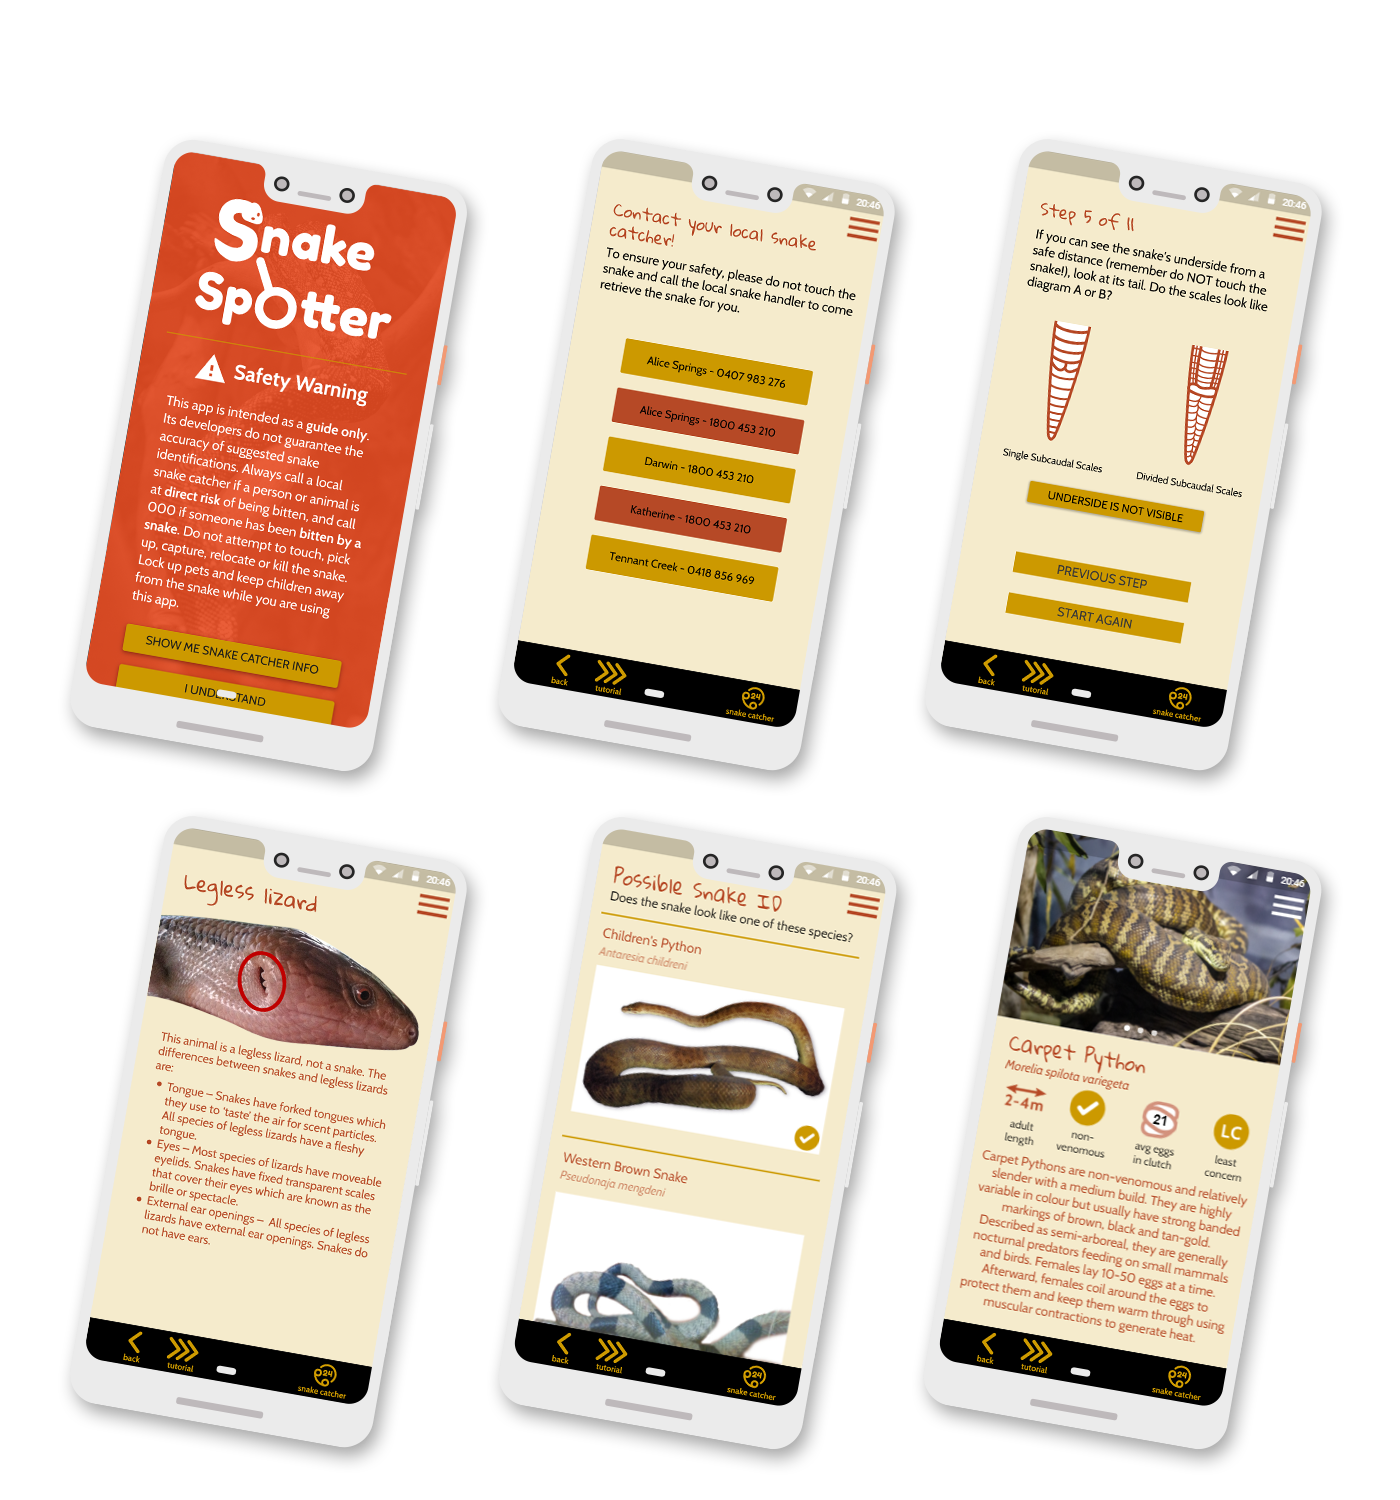 Snake
Spotter
Safety Warning
This app is intended as a guide only.
Its developers do not guarantee the
accuracy of suggested snake
identifications. Always call a local
snake catcher if a person or animal is
at direct risk of being bitten, and call
000 if someone has been bitten by a
snake. Do not attempt to touch, pick
up, capture, relocate or kill the snake.
Lock up pets and keep children away
from the snake while you are using
this app.
SHOW ME SNAKE CATCHER INFO
I UNDERSTAND
20:46
Contact your local snake
catcher!
To ensure your safety, please do not touch the
snake and call the local snake handler to come
retrieve the snake for you.
Alice Springs - 0407 983 276
Alice Springs - 1800 453 210
Darwin - 1800 453 210
Katherine - 1800 453 210
Tennant Creek - 0418 856 969
back
tutorial
24
snake catcher
20:46
Step 5 of 11
If you can see the snake's underside from a
safe distance (remember do NOT touch the
snake!), look at its tail. Do the scales look like
diagram A or B?
Single Subcaudal Scales
Divided Subcaudal Scales
UNDERSIDE IS NOT VISIBLE
PREVIOUS STEP
START AGAIN
back
tutorial
24
snake catcher
20:46
Legless lizard
This animal is a legless lizard, not a snake. The
differences between snakes and legless lizards
are:
• Tongue – Snakes have forked tongues which
they use to 'taste' the air for scent particles.
All species of legless lizards have a fleshy
tongue.
• Eyes – Most species of lizards have moveable
eyelids. Snakes have fixed transparent scales
that cover their eyes which are known as the
brille or spectacle.
• External ear openings – All species of legless
lizards have external ear openings. Snakes do
not have ears.
back
tutorial
24
snake catcher
20:46
Possible Snake ID
Does the snake look like one of these species?
Children's Python
Antaresia childreni
Western Brown Snake
Pseudonaja mengdeni
back
tutorial
24
snake catcher
20:46
Carpet Python
Morelia spilota variegeta
2-4m
adult
length
non-
venomous
21
avg eggs
in clutch
LC
least
concern
Carpet Pythons are non-venomous and relatively
slender with a medium build. They are highly
variable in colour but usually have strong banded
markings of brown, black and tan-gold.
Described as semi-arboreal, they are generally
nocturnal predators feeding on small mammals
and birds. Females lay 10-50 eggs at a time.
Afterward, females coil around the eggs to
protect them and keep them warm through using
muscular contractions to generate heat.
back
tutorial
24
snake catcher